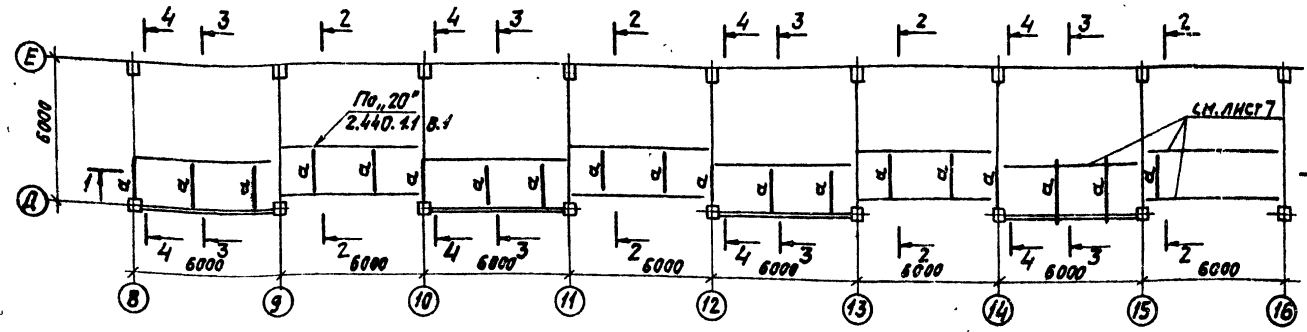 4 3 2 4 3 2 4 3 2 4 3 2
Е
По „20"
2.440.1.1 В.1
см. лист 7
6000
1 а а а а а а а а а а а а а а а а а а а а
Д
4 3 2 4 3 2 4 3 2 4 3 2
6000 6000 6000 6000 6000 6000 6000 6000
8 9 10 11 12 13 14 15 16